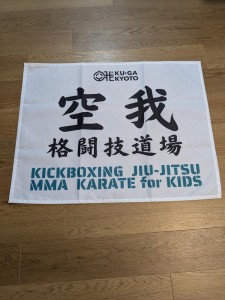 KU-GA
KYOTO
空我
格闘技道場
KICKBOXING JIU-JITSU
MMA KARATE for KIDS